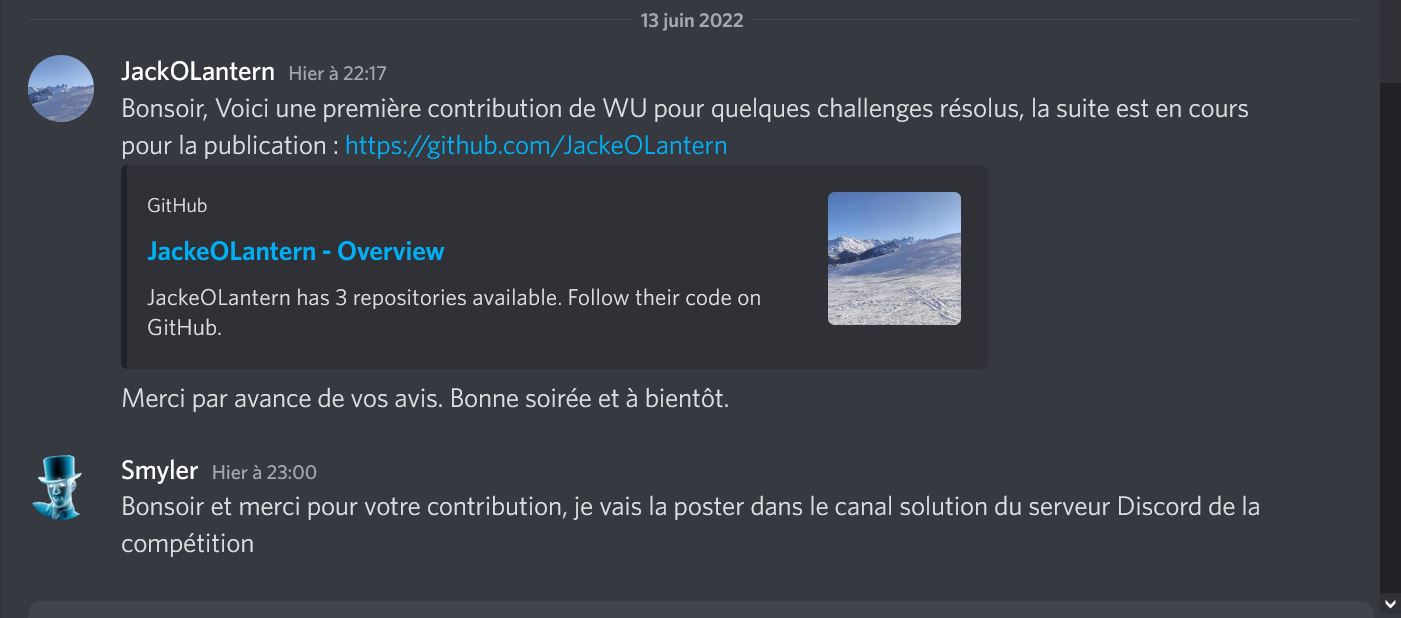 13 juin 2022
JackOLantern Hier à 22:17
Bonsoir, Voici une première contribution de WU pour quelques challenges résolus, la suite est en cours
pour la publication : https://github.com/JackeOLantern
GitHub
JackeOLantern - Overview
JackeOLantern has 3 repositories available. Follow their code on
GitHub.
Merci par avance de vos avis. Bonne soirée et à bientôt.
Smyler Hier à 23:00
Bonsoir et merci pour votre contribution, je vais la poster dans le canal solution du serveur Discord de la
compétition